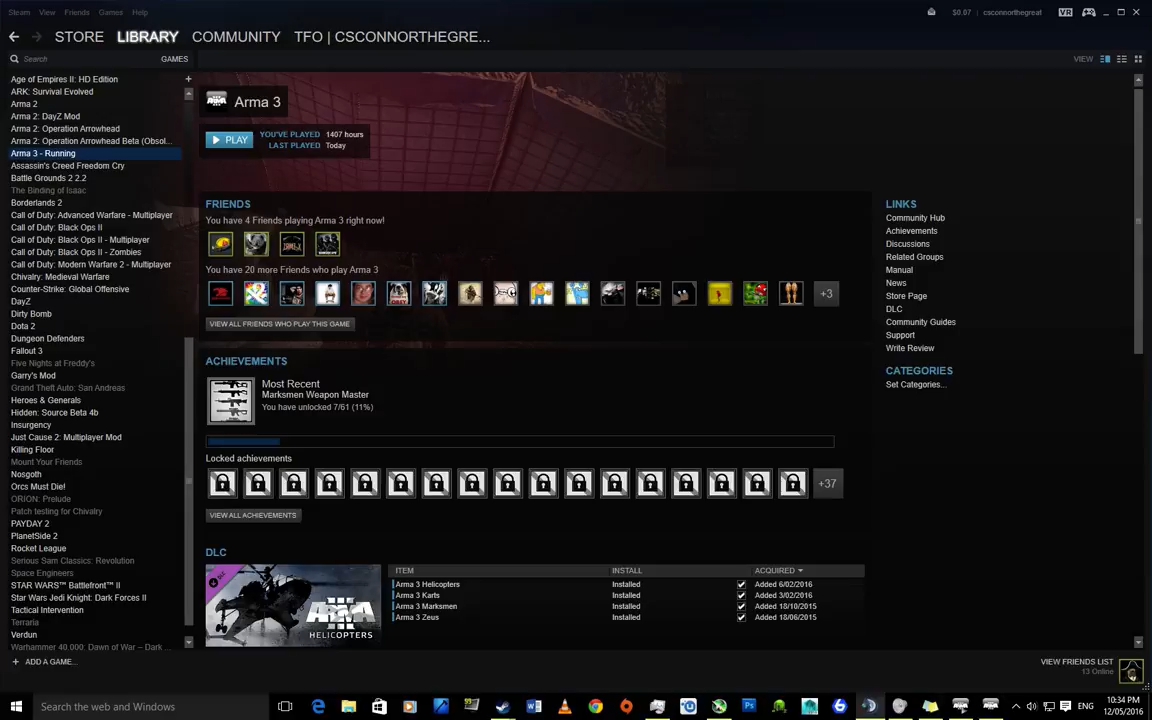 Steam View Friends Games Help $0.07 csconnorthegreat VR
STORE LIBRARY COMMUNITY TFO | CSCONNORTHEGRE...
Search GAMES VIEW
Age of Empires II: HD Edition
ARK: Survival Evolved
Arma 2
Arma 2: DayZ Mod
Arma 2: Operation Arrowhead
Arma 2: Operation Arrowhead Beta (Obsol...
Arma 3 - Running
Assassin's Creed Freedom Cry
Battle Grounds 2 2.2
The Binding of Isaac
Borderlands 2
Call of Duty: Advanced Warfare - Multiplayer
Call of Duty: Black Ops II
Call of Duty: Black Ops II - Multiplayer
Call of Duty: Black Ops II - Zombies
Call of Duty: Modern Warfare 2 - Multiplayer
Chivalry: Medieval Warfare
Counter-Strike: Global Offensive
DayZ
Dirty Bomb
Dota 2
Dungeon Defenders
Fallout 3
Five Nights at Freddy's
Garry's Mod
Grand Theft Auto: San Andreas
Heroes & Generals
Hidden: Source Beta 4b
Insurgency
Just Cause 2: Multiplayer Mod
Killing Floor
Mount Your Friends
Nosgoth
Orcs Must Die!
ORION: Prelude
Patch testing for Chivalry
PAYDAY 2
PlanetSide 2
Rocket League
Serious Sam Classics: Revolution
Space Engineers
STAR WARS™ Battlefront™ II
Star Wars Jedi Knight: Dark Forces II
Tactical Intervention
Terraria
Verdun
Warhammer 40,000: Dawn of War – Dark ...
+ ADD A GAME...
Arma 3
PLAY
YOU'VE PLAYED 1407 hours
LAST PLAYED Today
FRIENDS
You have 4 Friends playing Arma 3 right now!
You have 20 more Friends who play Arma 3
+3
VIEW ALL FRIENDS WHO PLAY THIS GAME
ACHIEVEMENTS
Most Recent
Marksmen Weapon Master
You have unlocked 7/61 (11%)
Locked achievements
+37
VIEW ALL ACHIEVEMENTS
DLC
ARMA 3
HELICOPTERS
ITEM INSTALL ACQUIRED
Arma 3 Helicopters Installed Added 6/02/2016
Arma 3 Karts Installed Added 3/02/2016
Arma 3 Marksmen Installed Added 18/10/2015
Arma 3 Zeus Installed Added 18/06/2015
LINKS
Community Hub
Achievements
Discussions
Related Groups
Manual
News
Store Page
DLC
Community Guides
Support
Write Review
CATEGORIES
Set Categories...
VIEW FRIENDS LIST
13 Online
Search the web and Windows
ENG
10:34 PM
12/05/2016